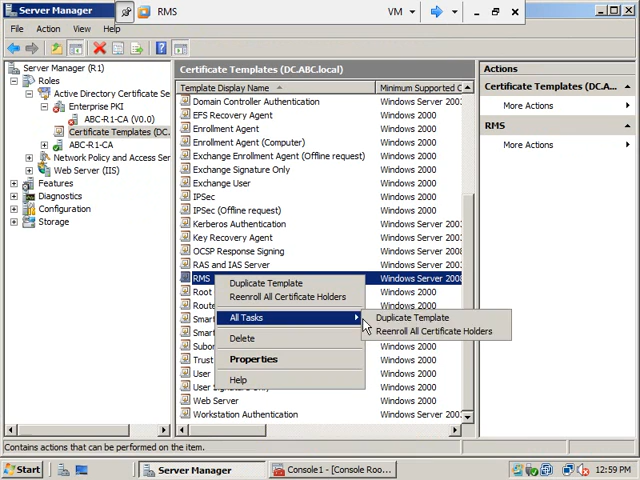 Server Manager
RMS
VM
File Action View Help
Server Manager (R1)
Roles
Active Directory Certificate Se
Enterprise PKI
ABC-R1-CA (V0.0)
Certificate Templates (DC.
ABC-R1-CA
Network Policy and Access Ser
Web Server (IIS)
Features
Diagnostics
Configuration
Storage
Certificate Templates (DC.ABC.local)
Template Display Name Minimum Supported C
Domain Controller Authentication Windows Server 200
EFS Recovery Agent Windows 2000
Enrollment Agent Windows 2000
Enrollment Agent (Computer) Windows 2000
Exchange Enrollment Agent (Offline request) Windows 2000
Exchange Signature Only Windows 2000
Exchange User Windows 2000
IPSec Windows 2000
IPSec (Offline request) Windows 2000
Kerberos Authentication Windows Server 200
Key Recovery Agent Windows Server 200
OCSP Response Signing Windows Server 200
RAS and IAS Server Windows Server 200
RMS Windows Server 200
Root Windows 2000
Route Windows 2000
Smar
Smar
Subor Windows 2000
Trust Windows 2000
User Windows 2000
User Signature Only Windows 2000
Web Server Windows 2000
Workstation Authentication Windows Server 200
Duplicate Template
Reenroll All Certificate Holders
All Tasks
Delete
Properties
Help
Duplicate Template
Reenroll All Certificate Holders
Actions
Certificate Templates (DC.A...
More Actions
RMS
More Actions
Contains actions that can be performed on the item.
Start
Server Manager
Console1 - [Console Roo...
12:59 PM